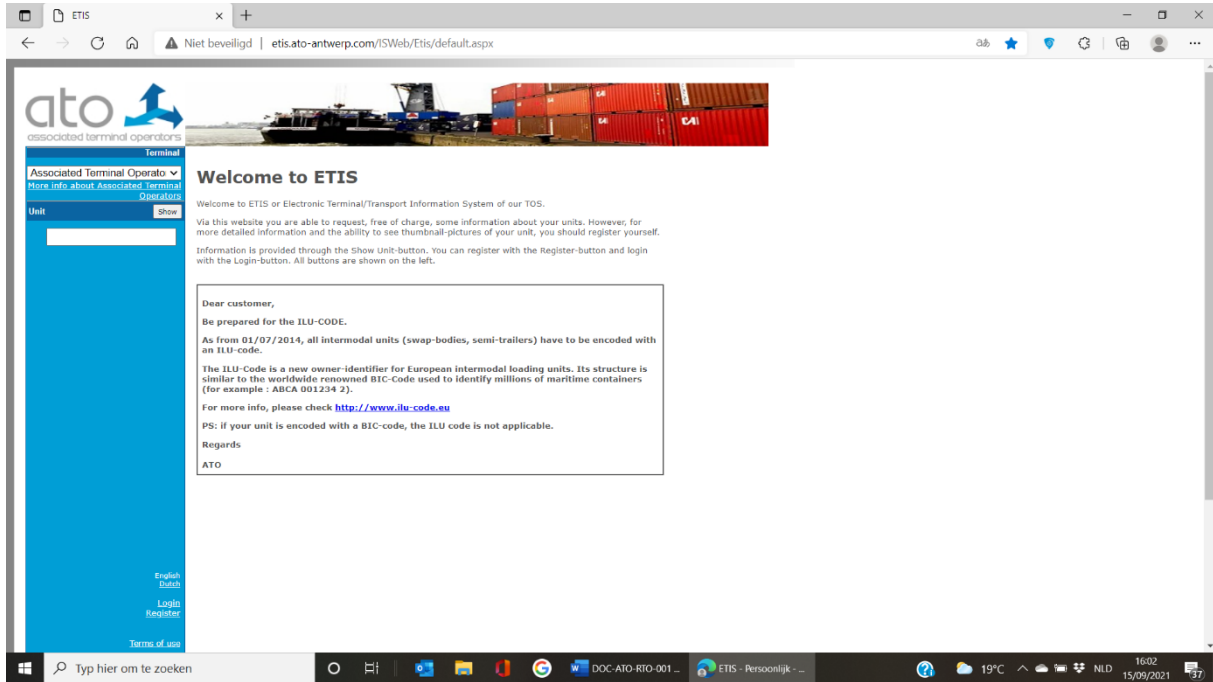 ETIS
Niet beveiligd | etis.ato-antwerp.com/ISWeb/Etis/default.aspx
ato
associated terminal operators
Terminal
Associated Terminal Operato
More info about Associated Terminal
Operators
Unit
Show
Welcome to ETIS
Welcome to ETIS or Electronic Terminal/Transport Information System of our TOS.
Via this website you are able to request, free of charge, some information about your units. However, for
more detailed information and the ability to see thumbnail-pictures of your unit, you should register yourself.
Information is provided through the Show Unit-button. You can register with the Register-button and login
with the Login-button. All buttons are shown on the left.
Dear customer,
Be prepared for the ILU-CODE.
As from 01/07/2014, all intermodal units (swap-bodies, semi-trailers) have to be encoded with
an ILU-code.
The ILU-Code is a new owner-identifier for European intermodal loading units. Its structure is
similar to the worldwide renowned BIC-Code used to identify millions of maritime containers
(for example : ABCA 001234 2).
For more info, please check http://www.ilu-code.eu
PS: if your unit is encoded with a BIC-code, the ILU code is not applicable.
Regards
ATO
English
Dutch
Login
Register
Terms of use
Typ hier om te zoeken
DOC-ATO-RTO-001 ...
ETIS - Persoonlijk - ...
19°C
NLD
16:02
15/09/2021
37